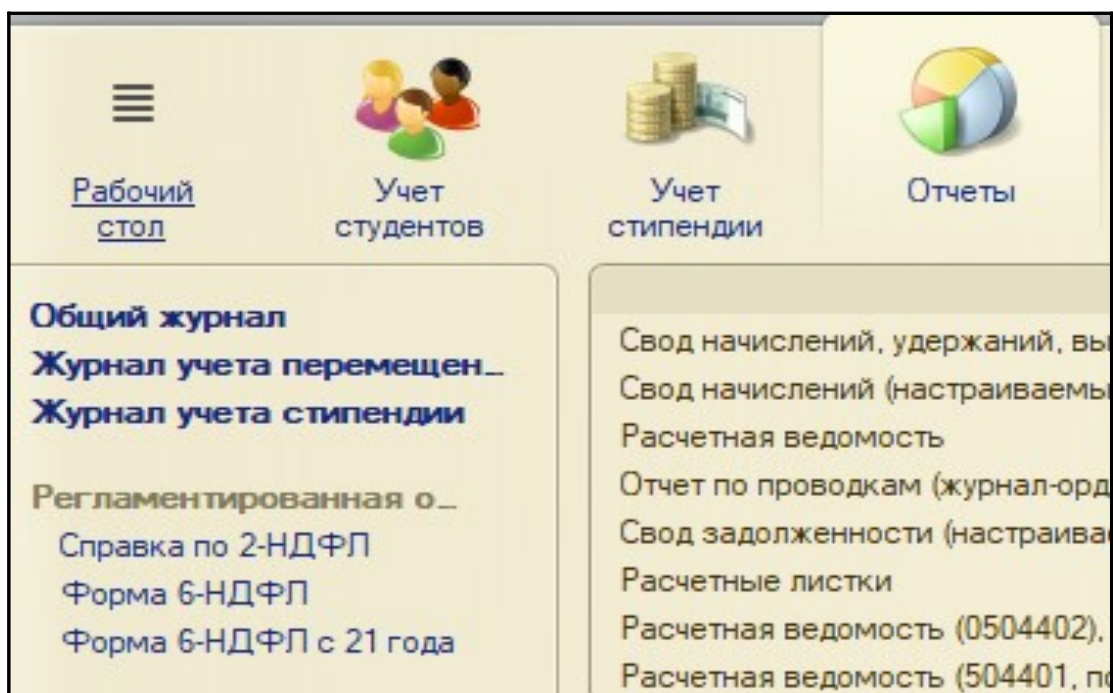 Рабочий
стол
Учет
студентов
Учет
стипендии
Отчеты
Общий журнал
Журнал учета перемещен...
Журнал учета стипендии
Регламентированная о...
Справка по 2-НДФЛ
Форма 6-НДФЛ
Форма 6-НДФЛ с 21 года
Свод начислений, удержаний, вы
Свод начислений (настраиваемы
Расчетная ведомость
Отчет по проводкам (журнал-орд
Свод задолженности (настраива
Расчетные листки
Расчетная ведомость (0504402),
Расчетная ведомость (504401, по